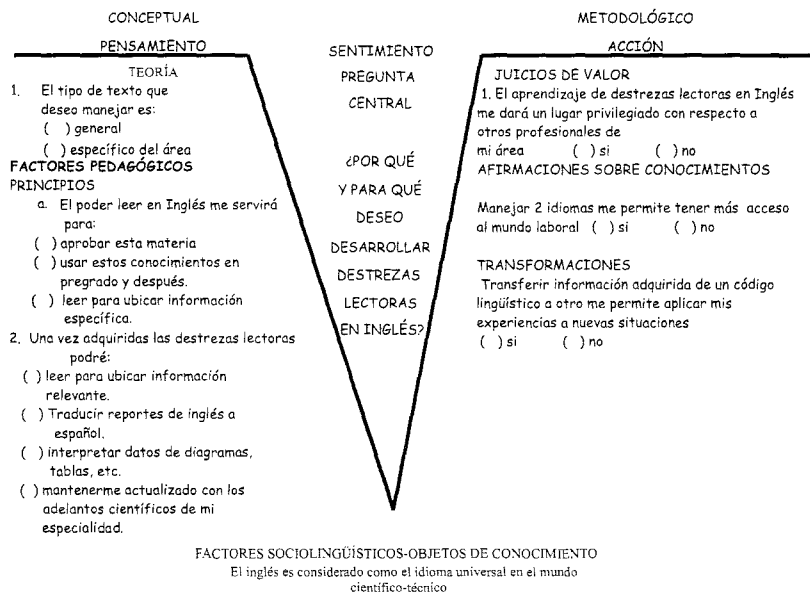 CONCEPTUAL
PENSAMIENTO
TEORÍA
1. El tipo de texto que
deseo manejar es:
( ) general
( ) específico del área
FACTORES PEDAGÓGICOS
PRINCIPIOS
a. El poder leer en Inglés me servirá
para:
( ) aprobar esta materia
( ) usar estos conocimientos en
pregrado y después.
( ) leer para ubicar información
específica.
2. Una vez adquiridas las destrezas lectoras
podré:
( ) leer para ubicar información
relevante.
( ) Traducir reportes de inglés a
español.
( ) interpretar datos de diagramas,
tablas, etc.
( ) mantenerme actualizado con los
adelantos científicos de mi
especialidad.
SENTIMIENTO
PREGUNTA
CENTRAL
¿POR QUÉ
Y PARA QUÉ
DESEO
DESARROLLAR
DESTREZAS
LECTORAS
EN INGLÉS?
METODOLÓGICO
ACCIÓN
JUICIOS DE VALOR
1. El aprendizaje de destrezas lectoras en Inglés
me dará un lugar privilegiado con respecto a
otros profesionales de
mi área ( ) si ( ) no
AFIRMACIONES SOBRE CONOCIMIENTOS
Manejar 2 idiomas me permite tener más acceso
al mundo laboral ( ) si ( ) no
TRANSFORMACIONES
Transferir información adquirida de un código
lingüístico a otro me permite aplicar mis
experiencias a nuevas situaciones
( ) si ( ) no
FACTORES SOCIOLINGÜÍSTICOS-OBJETOS DE CONOCIMIENTO
El inglés es considerado como el idioma universal en el mundo
científico-técnico